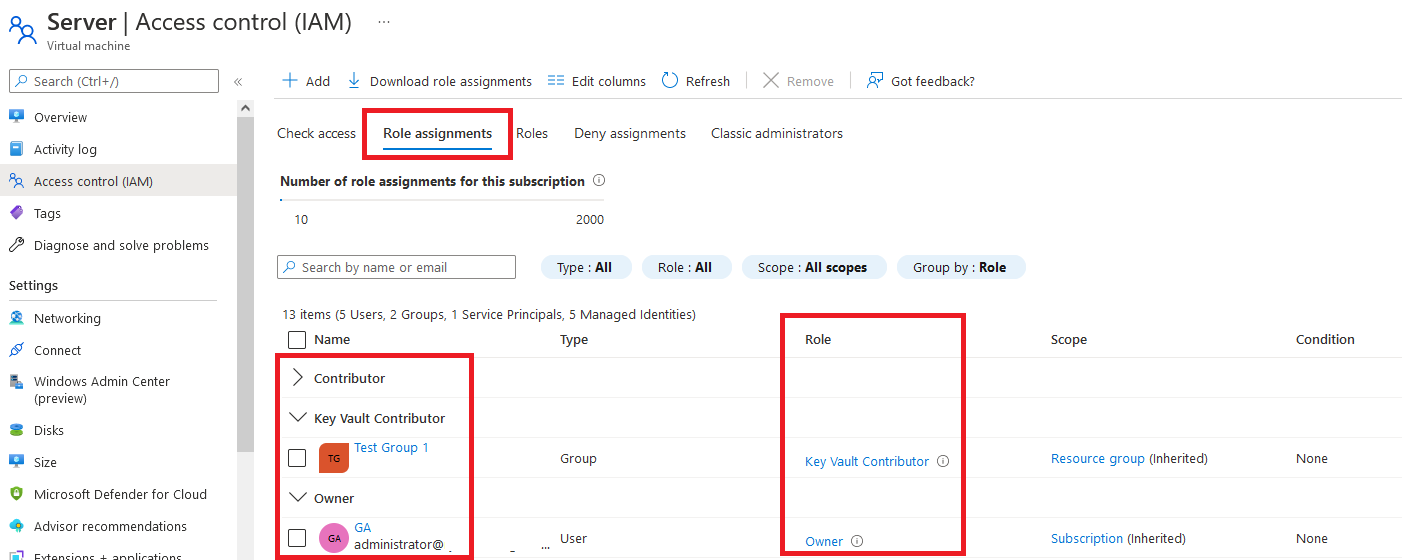 Server | Access control (IAM) ...
Virtual machine
Search (Ctrl+/)
Overview
Activity log
Access control (IAM)
Tags
Diagnose and solve problems
Settings
Networking
Connect
Windows Admin Center
(preview)
Disks
Size
Microsoft Defender for Cloud
Advisor recommendations
Extensions + applications
Add Download role assignments Edit columns Refresh Remove Got feedback?
Check access Role assignments Roles Deny assignments Classic administrators
Number of role assignments for this subscription
10 2000
Search by name or email Type : All Role : All Scope : All scopes Group by : Role
13 items (5 Users, 2 Groups, 1 Service Principals, 5 Managed Identities)
Name Type Role Scope Condition
Contributor
Key Vault Contributor
TG Test Group 1 Group Key Vault Contributor Resource group (Inherited) None
Owner
GA GA User Owner Subscription (Inherited) None
administrator@ ...